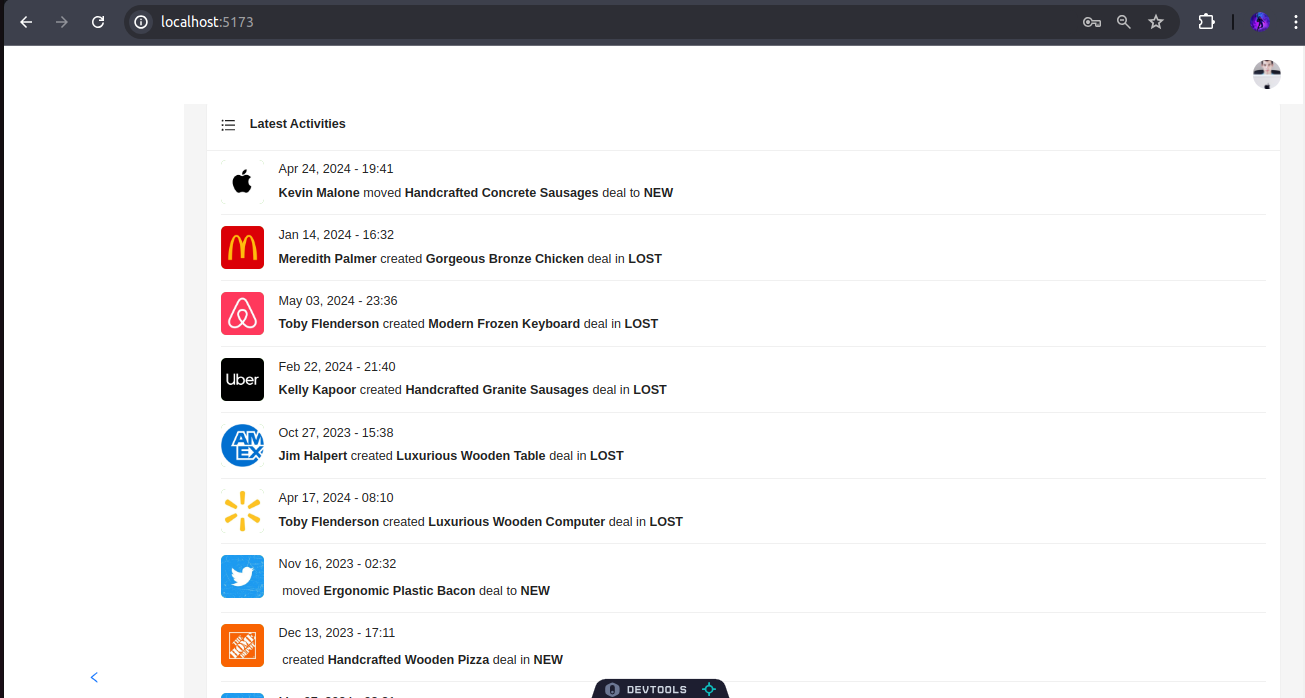 localhost:5173
Latest Activities
Apr 24, 2024 - 19:41
Kevin Malone moved Handcrafted Concrete Sausages deal to NEW
Jan 14, 2024 - 16:32
Meredith Palmer created Gorgeous Bronze Chicken deal in LOST
May 03, 2024 - 23:36
Toby Flenderson created Modern Frozen Keyboard deal in LOST
Uber
Feb 22, 2024 - 21:40
Kelly Kapoor created Handcrafted Granite Sausages deal in LOST
AM
EX
Oct 27, 2023 - 15:38
Jim Halpert created Luxurious Wooden Table deal in LOST
Apr 17, 2024 - 08:10
Toby Flenderson created Luxurious Wooden Computer deal in LOST
Nov 16, 2023 - 02:32
moved Ergonomic Plastic Bacon deal to NEW
THE
HOME
DEPOT
Dec 13, 2023 - 17:11
created Handcrafted Wooden Pizza deal in NEW
DEVTOOLS